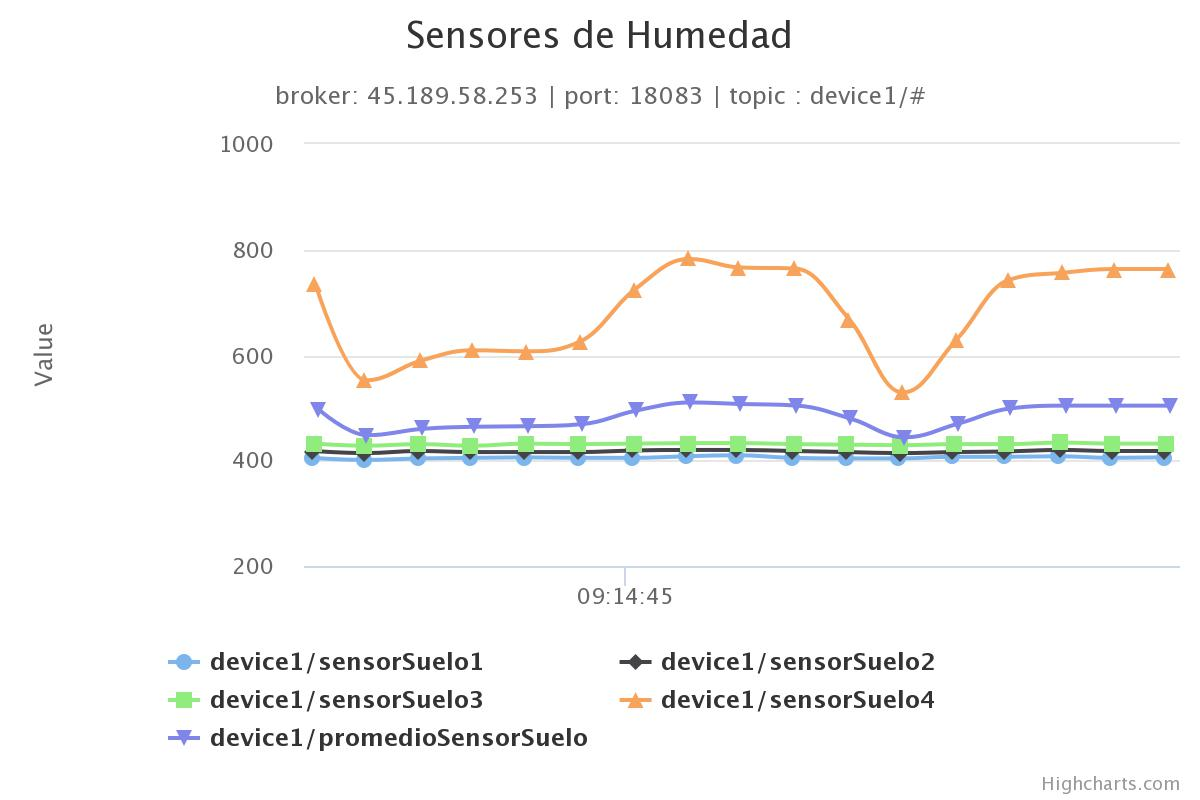 Sensores de Humedad
broker: 45.189.58.253 | port: 18083 | topic : device1/#
Value
1000
800
600
400
200
09:14:45
device1/sensorSuelo1
device1/sensorSuelo2
device1/sensorSuelo3
device1/sensorSuelo4
device1/promedioSensorSuelo
Highcharts.com